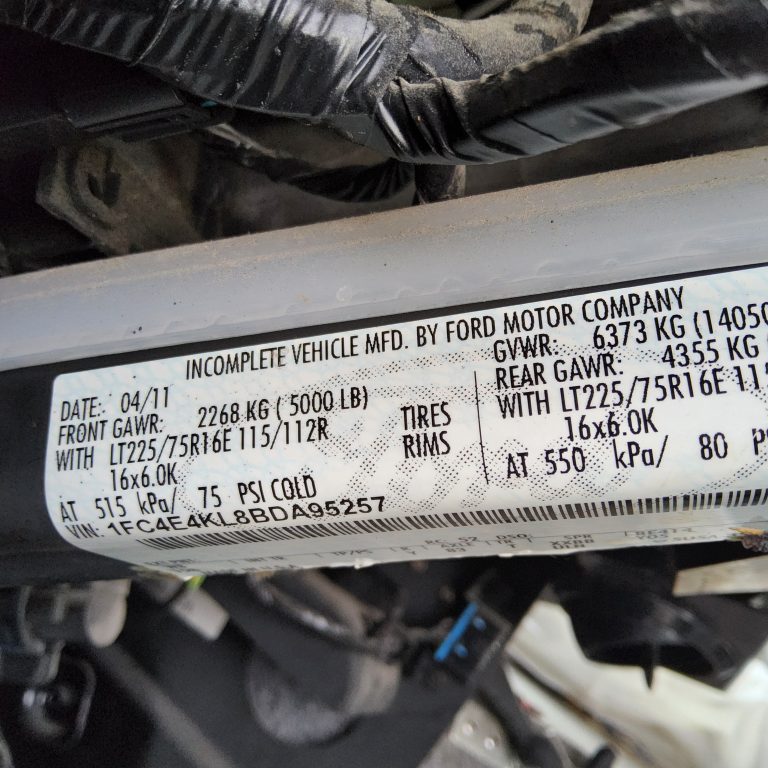 INCOMPLETE VEHICLE MFD. BY FORD MOTOR COMPANY
DATE: 04/11
GVWR: 6373 KG (14050
FRONT GAWR: 2268 KG ( 5000 LB)
REAR GAWR: 4355 KG
WITH LT225/75R16E 115/112R
TIRES
WITH LT225/75R16E
16x6.0K
RIMS
16x6.0K
AT 515 kPa/ 75 PSI COLD
AT 550 kPa/ 80
VIN: 1FC4E4KL8BDA95257